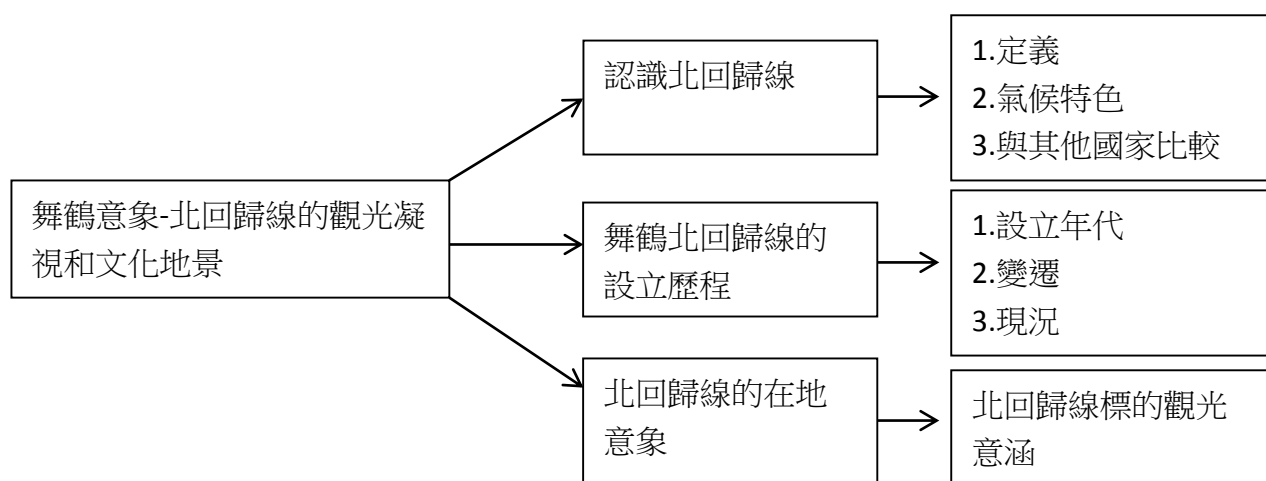 舞鶴意象-北回歸線的觀光凝
視和文化地景
認識北回歸線
1.定義
2.氣候特色
3.與其他國家比較
舞鶴北回歸線的
設立歷程
1.設立年代
2.變遷
3.現況
北回歸線的在地
意象
北回歸線標的觀光
意涵